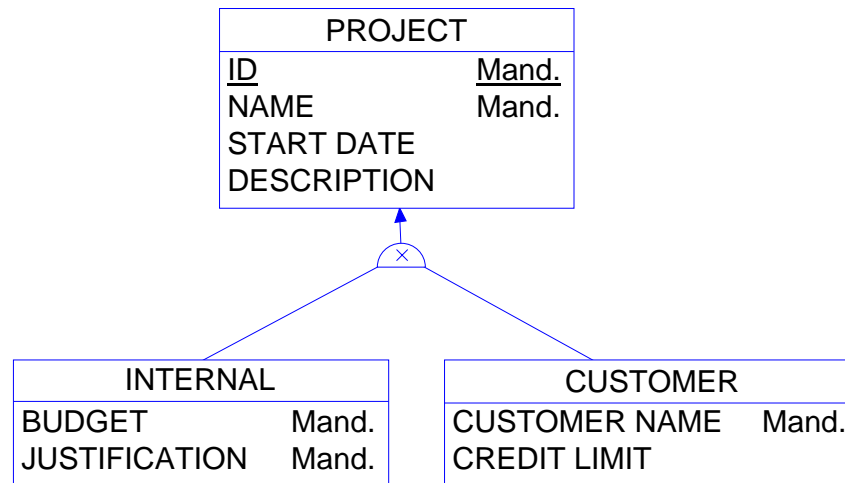 PROJECT
ID Mand.
NAME Mand.
START DATE
DESCRIPTION
INTERNAL
BUDGET Mand.
JUSTIFICATION Mand.
CUSTOMER
CUSTOMER NAME Mand.
CREDIT LIMIT